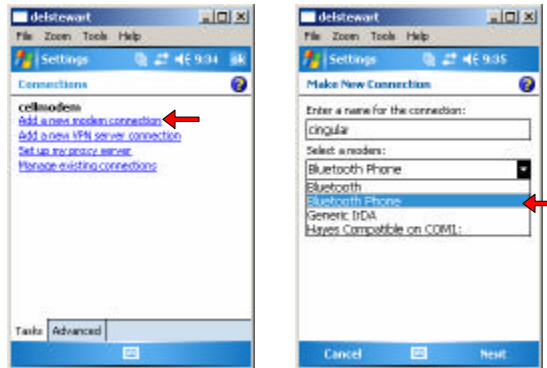 delstewart
File Zoom Tools Help
Settings 9:34 ok
Connections
cellmodem
Add a new modem connection
Add a new VPN server connection
Set up my proxy server
Manage existing connections
Tasks Advanced
delstewart
File Zoom Tools Help
Settings 9:35
Make New Connection
Enter a name for the connection:
cingular
Select a modem:
Bluetooth Phone
Bluetooth
Bluetooth Phone
Generic IrDA
Hayes Compatible on COM1:
Cancel Next